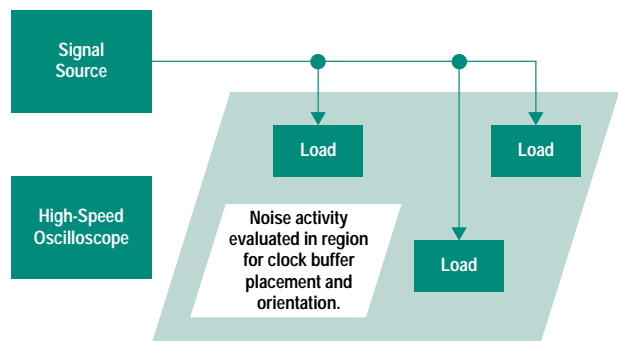 Signal
Source
Load
Load
High-Speed
Oscilloscope
Noise activity
evaluated in region
for clock buffer
placement and
orientation.
Load